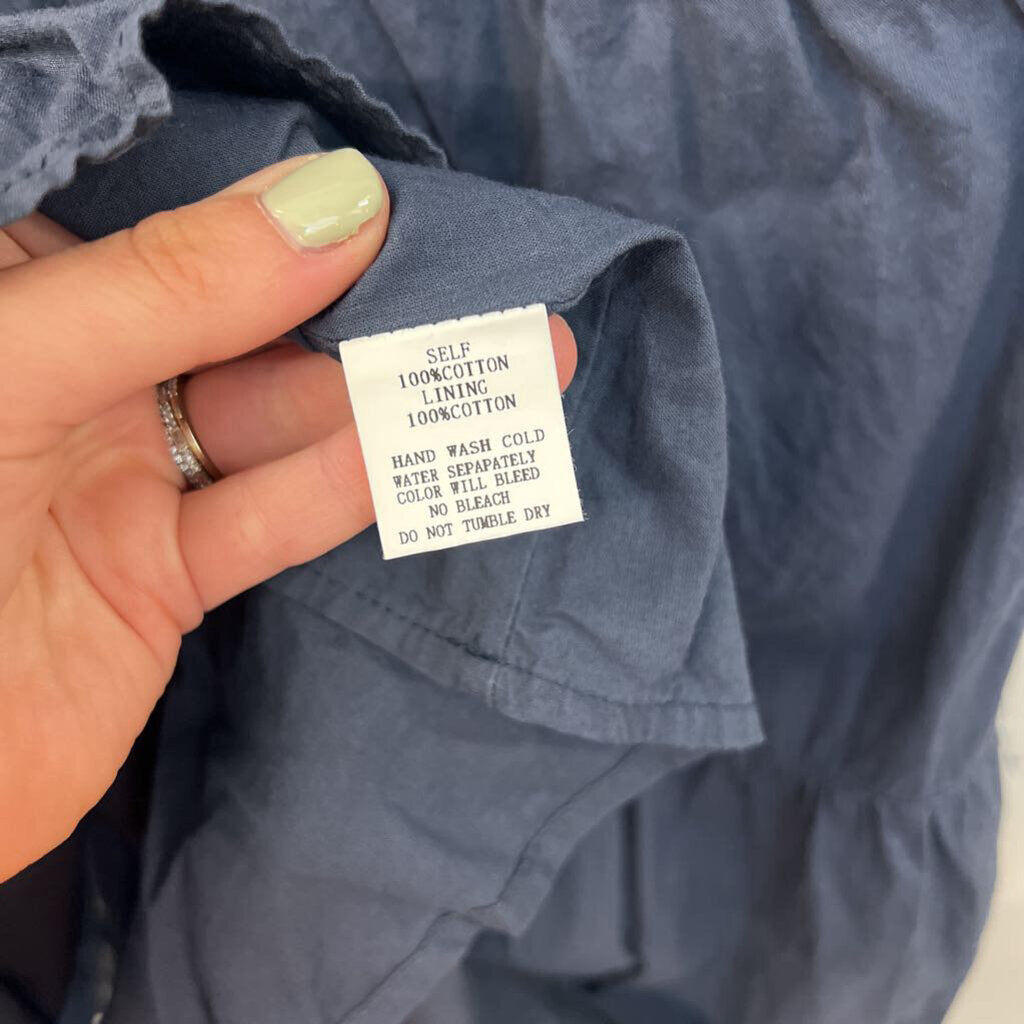 SELF
100%COTTON
LINING
100%COTTON
HAND WASH COLD
WATER SEPAPATELY
COLOR WILL BLEED
NO BLEACH
DO NOT TUMBLE DRY